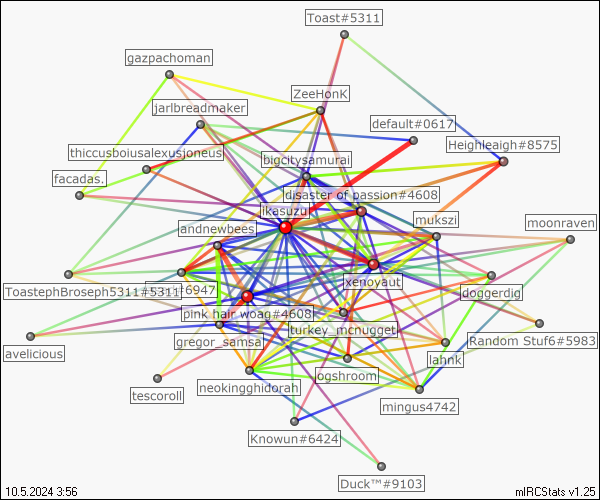 Toast#5311
gazpachoman
ZeeHonK
jarlbreadmaker
default#0617
Heighleaigh#8575
thiccusboiusalexusjoneus
bigcitysamurai
facadas.
disaster of passion#4608
ikasuzu
mukszi
moonraven
andnewbees
xenoyaut
ToastephBroseph5311#5311
#6947
doggerdig
pink hair woag#4608
turkey_mcnugget
Random Stuf6#5983
gregor_samsa
avelicious
lahnk
ogshroom
neokingghidorah
tescoroll
mingus4742
Knowun#6424
Duck™#9103
10.5.2024 3:56
mIRCStats v1.25